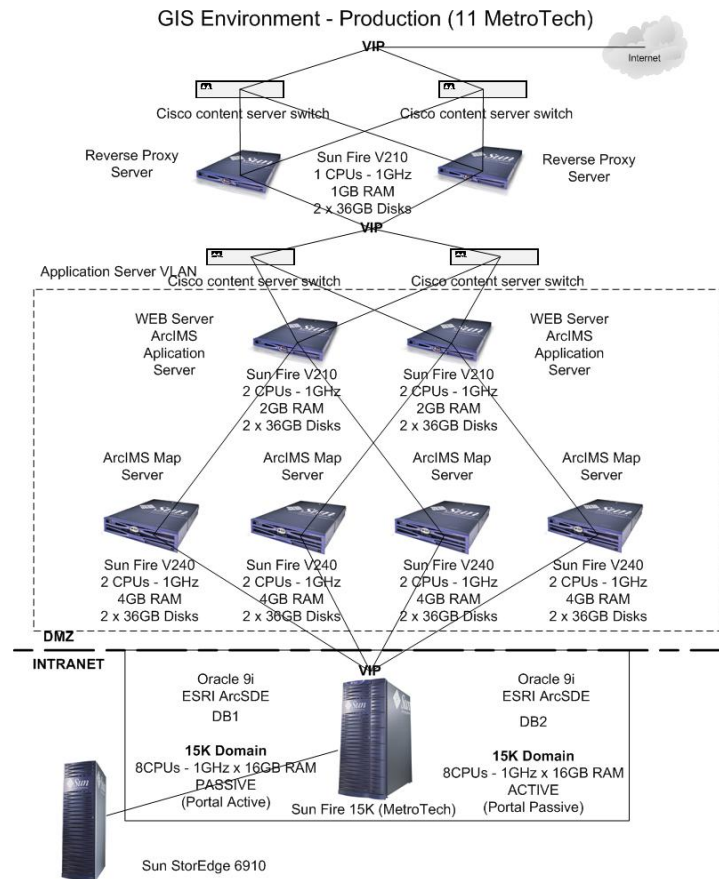 GIS Environment - Production (11 MetroTech)
VIP
Internet
Cisco content server switch
Cisco content server switch
Reverse Proxy
Server
Sun Fire V210
1 CPUs - 1GHz
1GB RAM
2 x 36GB Disks
Reverse Proxy
Server
VIP
Application Server VLAN
Cisco content server switch
Cisco content server switch
WEB Server
ArcIMS
Aplication
Server
WEB Server
ArcIMS
Application
Server
Sun Fire V210
2 CPUs - 1GHz
2GB RAM
2 x 36GB Disks
Sun Fire V210
2 CPUs - 1GHz
2GB RAM
2 x 36GB Disks
ArcIMS Map
Server
ArcIMS Map
Server
ArcIMS Map
Server
ArcIMS Map
Server
Sun Fire V240
2 CPUs - 1GHz
4GB RAM
2 x 36GB Disks
Sun Fire V240
2 CPUs - 1GHz
4GB RAM
2 x 36GB Disks
Sun Fire V240
2 CPUs - 1GHz
4GB RAM
2 x 36GB Disks
Sun Fire V240
2 CPUs - 1GHz
4GB RAM
2 x 36GB Disks
DMZ
INTRANET
VIP
Oracle 9i
ESRI ArcSDE
DB1
15K Domain
8CPUs - 1GHz x 16GB RAM
PASSIVE
(Portal Active)
Oracle 9i
ESRI ArcSDE
DB2
15K Domain
8CPUs - 1GHz x 16GB RAM
ACTIVE
(Portal Passive)
Sun
Sun Fire 15K (MetroTech)
Sun StorEdge 6910